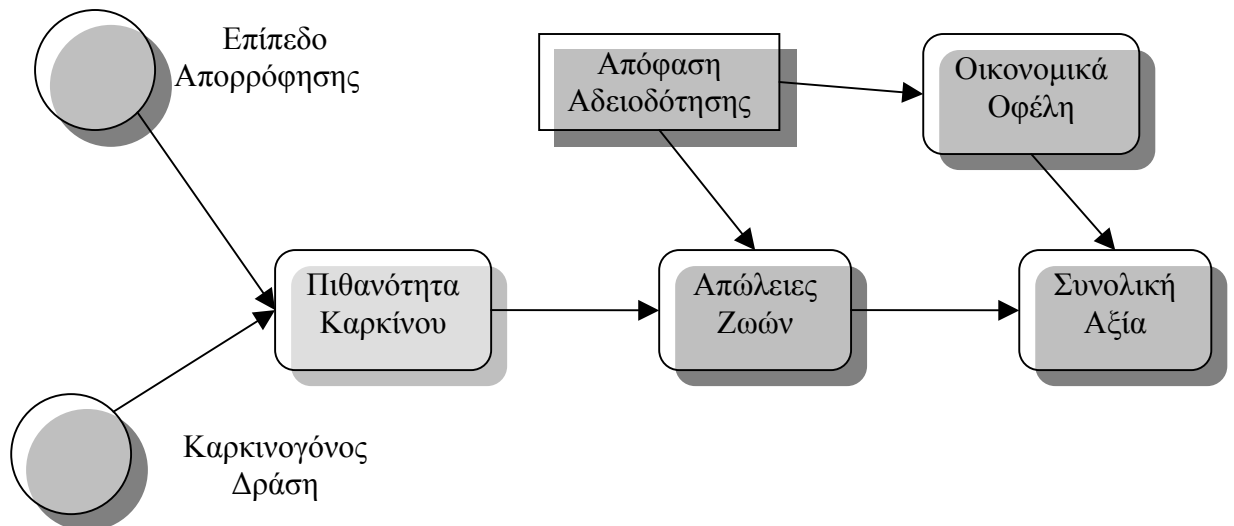 Επίπεδο
Απορρόφησης
Απόφαση
Αδειοδότησης
Οικονομικά
Οφέλη
Πιθανότητα
Καρκίνου
Απώλειες
Ζωών
Συνολική
Αξία
Καρκινογόνος
Δράση